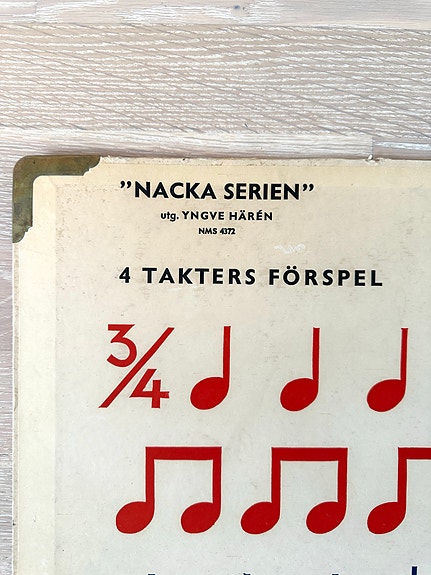 ”NACKA SERIEN”
utg. YNGVE HÄRÉN
NMS 4372
4 TAKTERS FÖRSPEL
3/4